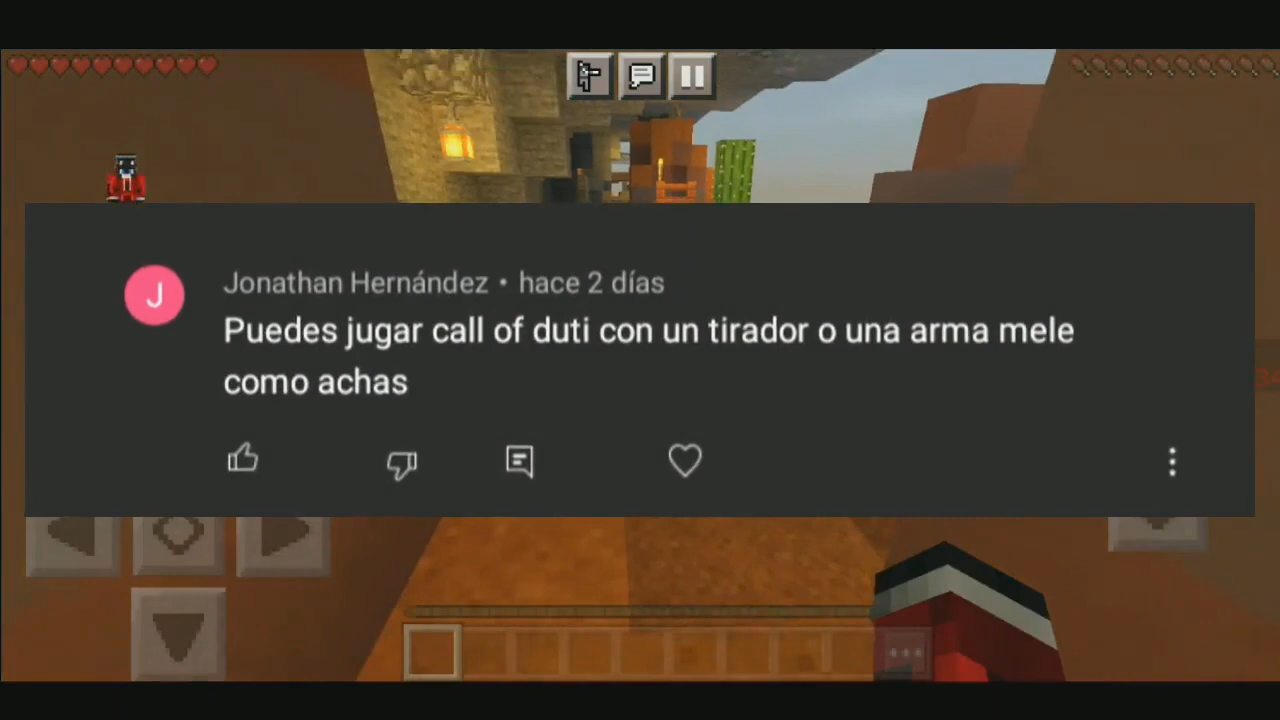 J
Jonathan Hernández • hace 2 días
Puedes jugar call of duti con un tirador o una arma mele
como achas